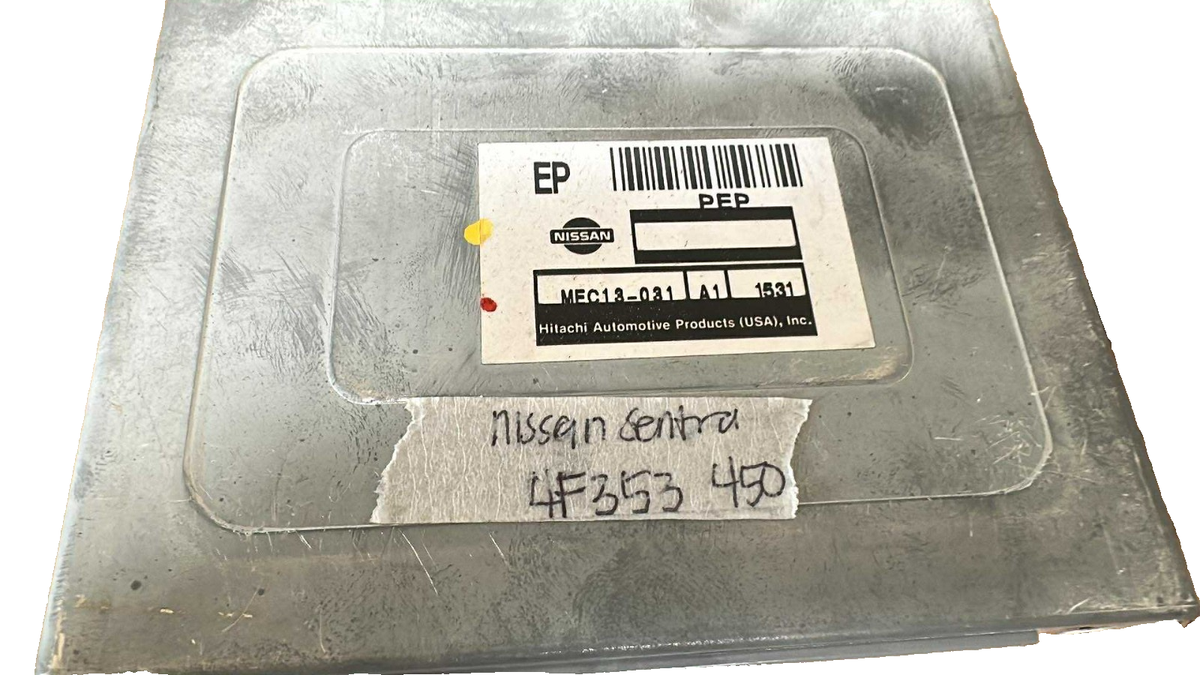 EP
PEP
NISSAN
MEC13-031 A1 1531
Hitachi Automotive Products (USA), Inc.
nissan sentra
4F353 450